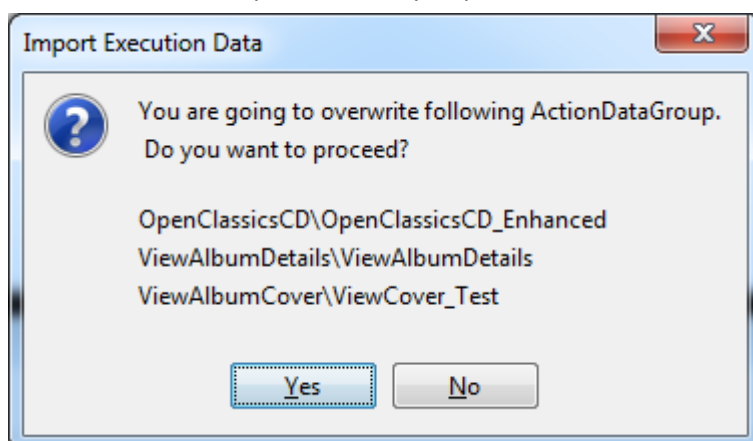 Import Execution Data
You are going to overwrite following ActionDataGroup.
Do you want to proceed?
OpenClassicsCD\OpenClassicsCD_Enhanced
ViewAlbumDetails\ViewAlbumDetails
ViewAlbumCover\ViewCover_Test
Yes No